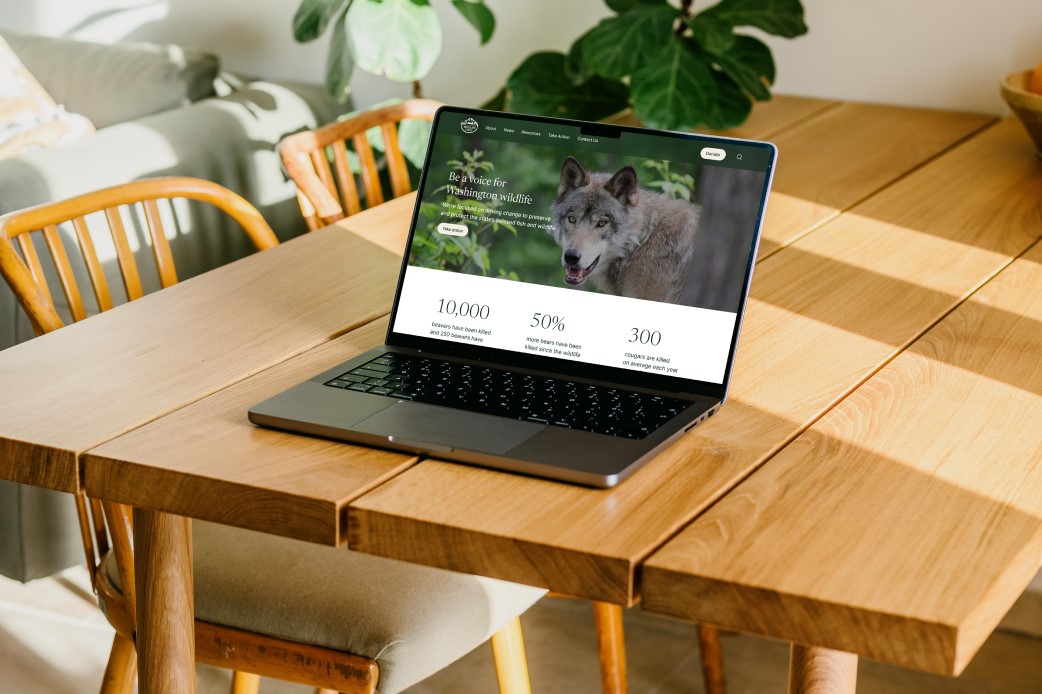 About News Resources Take Action Contact Us Donate
Be a voice for
Washington wildlife
We're focused on driving change to preserve
and protect the state's beloved fish and wildlife
Take action
10,000
beavers have been killed
and 250 beavers have
50%
more bears have been
killed since the wildlife
300
cougars are killed
on average each year